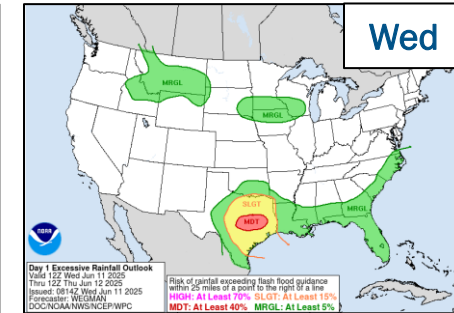 Wed
MRGL
MRGL
SLGT
MDT
MRGL
NOAA
Day 1 Excessive Rainfall Outlook
Valid 12Z Wed Jun 11 2025
Thru 12Z Thu Jun 12 2025
Issued: 0814Z Wed Jun 11 2025
Forecaster: WEGMAN
DOC/NOAA/NWS/NCEP/WPC
Risk of rainfall exceeding flash flood guidance
within 25 miles of a point to the right of a line
HIGH: At Least 70% SLGT: At Least 15%
MDT: At Least 40% MRGL: At Least 5%